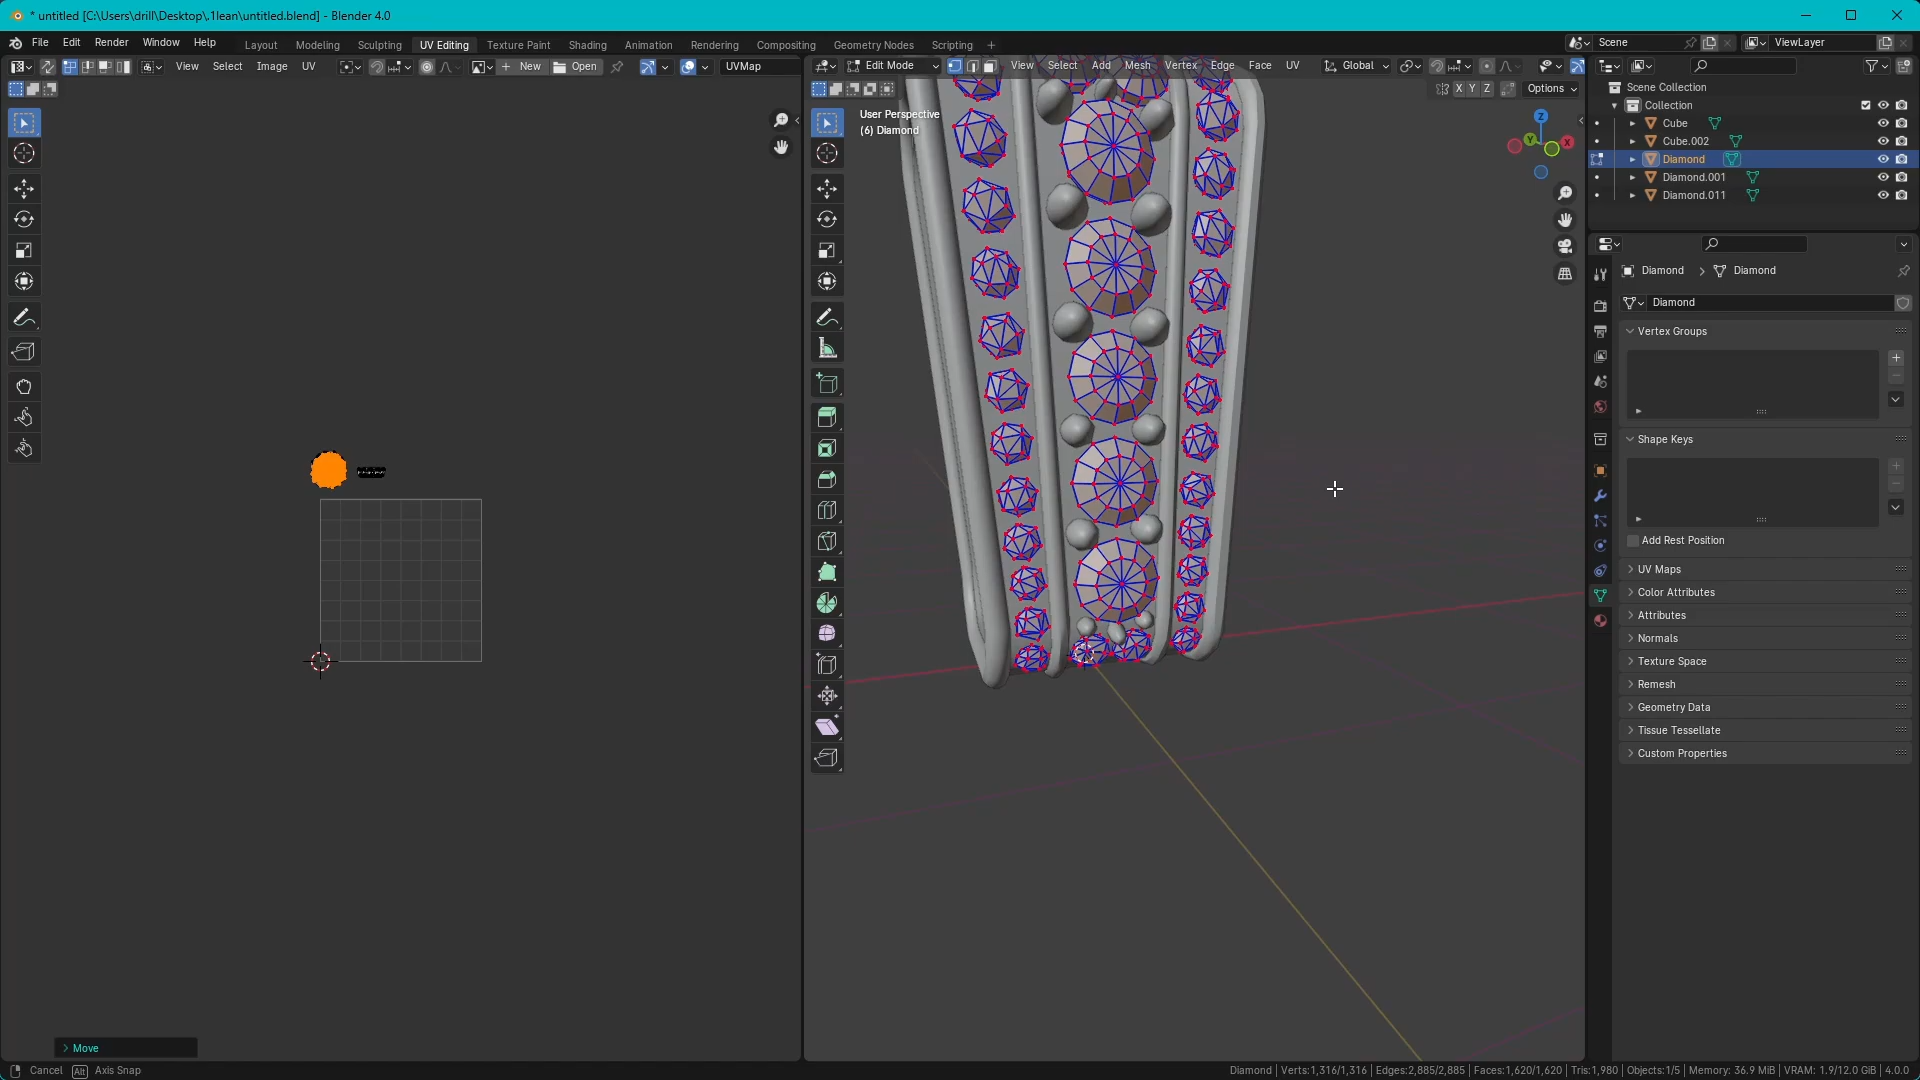 * untitled [C:\Users\drill\Desktop\.1lean\untitled.blend] - Blender 4.0
File Edit Render Window Help
Layout Modeling Sculpting UV Editing Texture Paint Shading Animation Rendering Compositing Geometry Nodes Scripting +
Scene
ViewLayer
View Select Image UV
New
Open
UVMap
Edit Mode
View Select Add Mesh Vertex Edge Face UV
Global
X Y Z
Options
User Perspective
(6) Diamond
Z
Y
X
Scene Collection
Collection
Cube
Cube.002
Diamond
Diamond.001
Diamond.011
Diamond > Diamond
Diamond
Vertex Groups
Shape Keys
Add Rest Position
UV Maps
Color Attributes
Attributes
Normals
Texture Space
Remesh
Geometry Data
Tissue Tessellate
Custom Properties
> Move
Cancel Alt Axis Snap
Diamond | Verts:1,316/1,316 | Edges:2,885/2,885 | Faces:1,620/1,620 | Tris:1,980 | Objects:1/5 | Memory: 36.9 MiB | VRAM: 1.9/12.0 GiB | 4.0.0